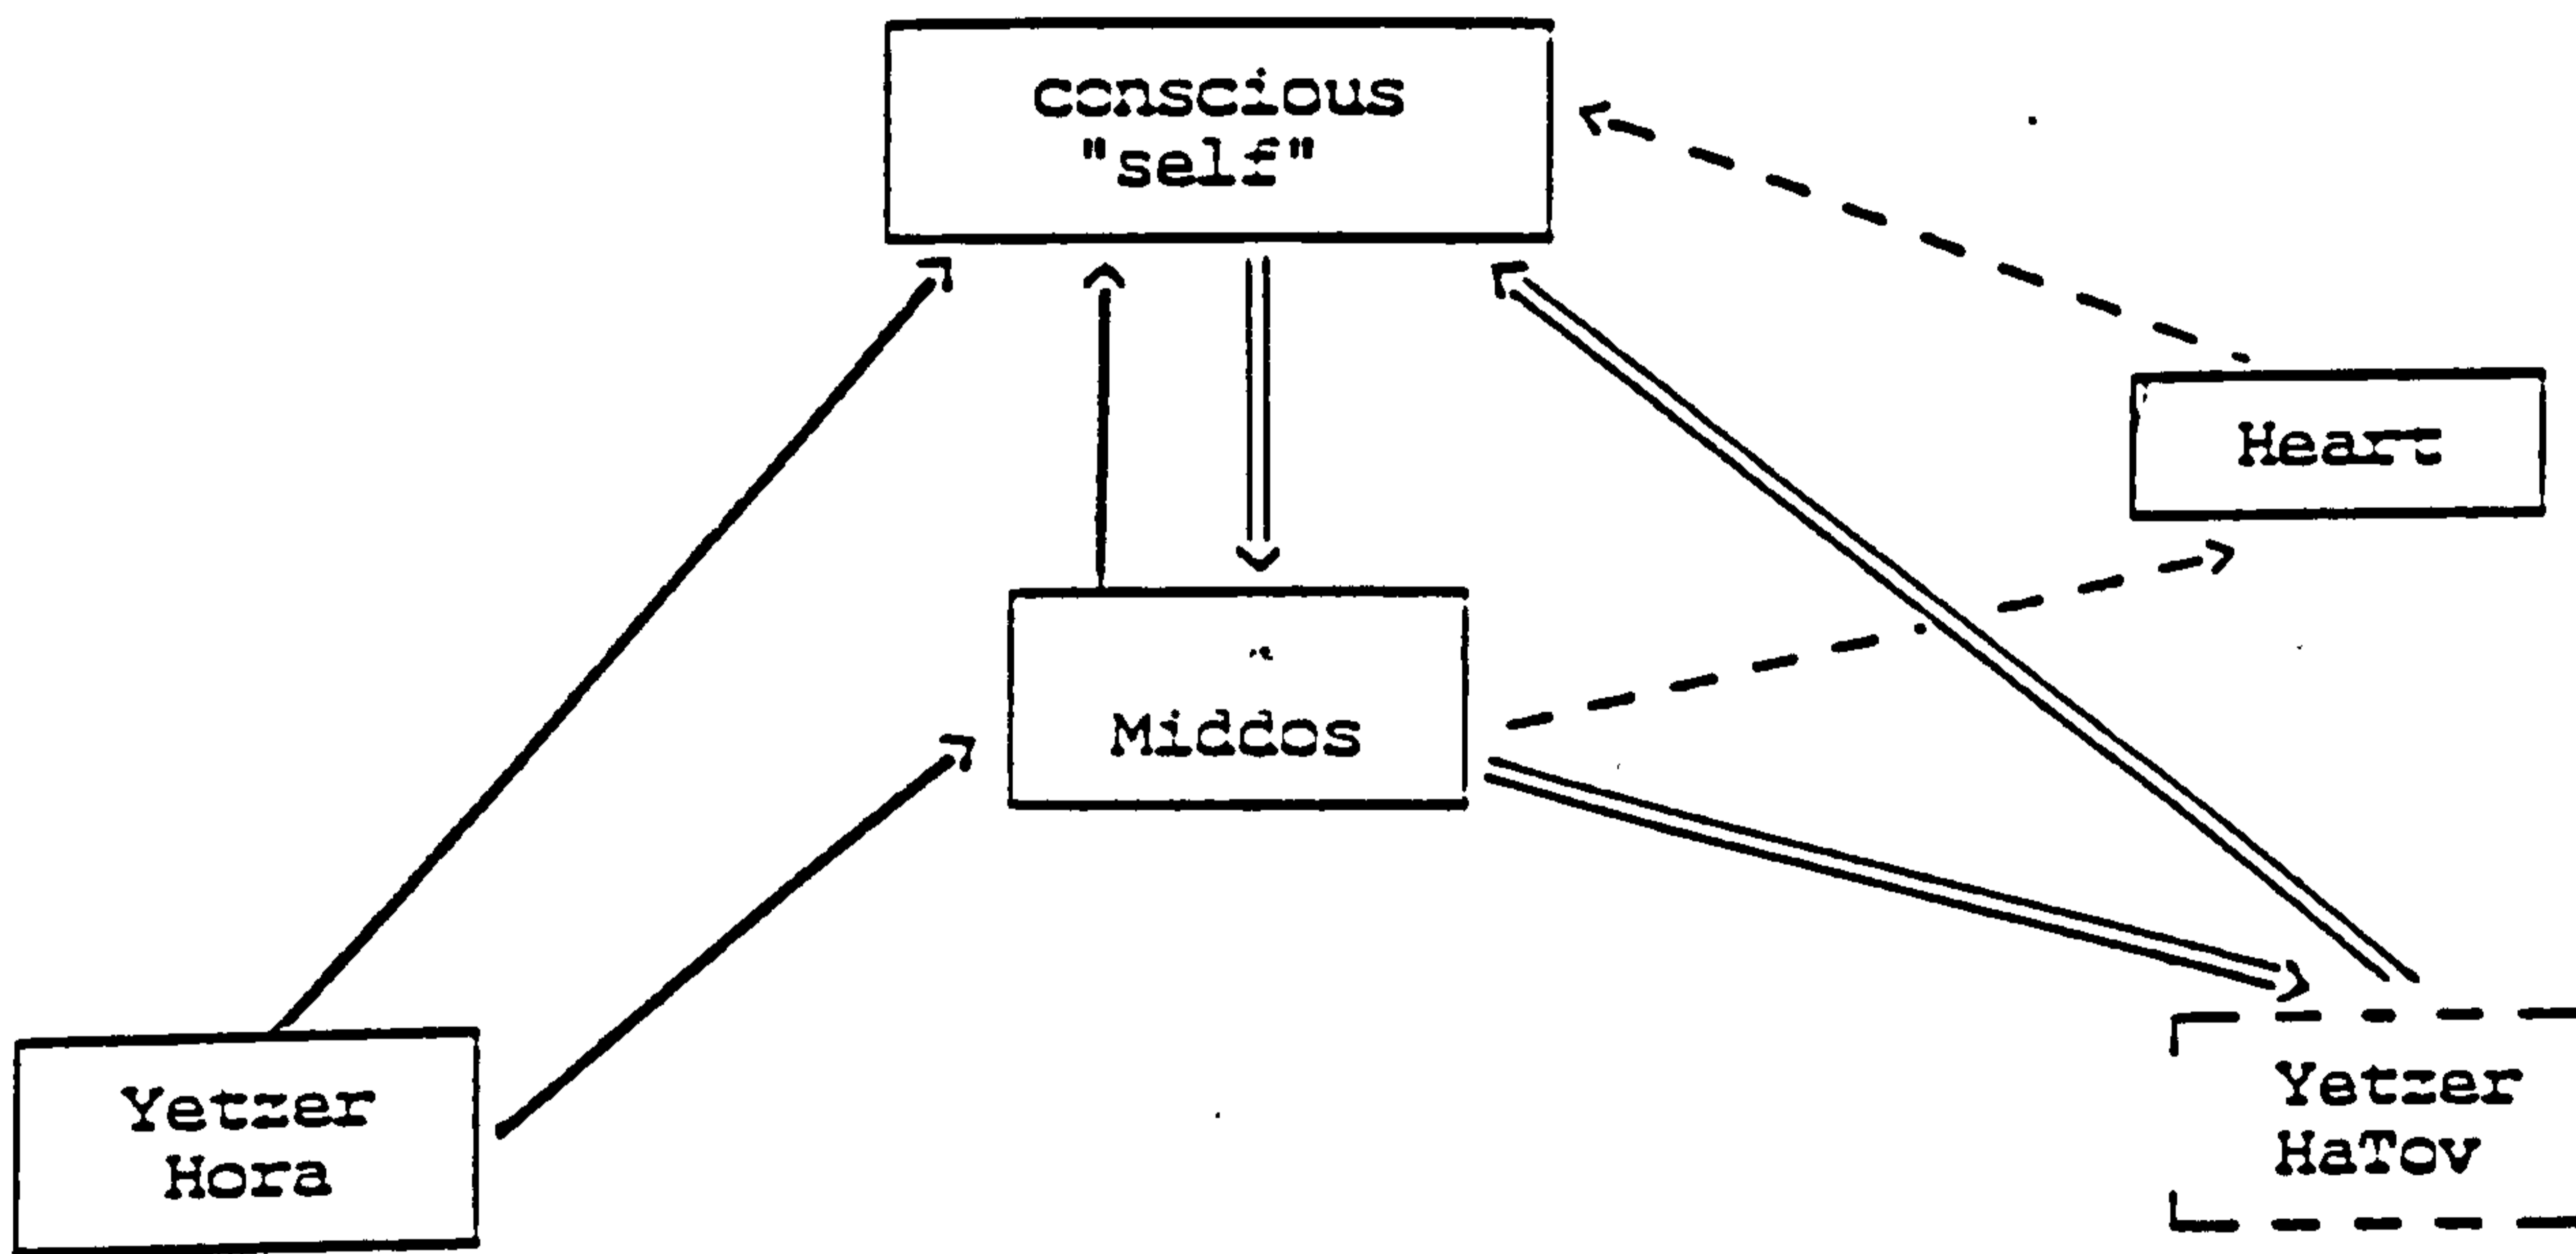 conscious
"self"
Heart
Middos
Yetzer
Hora
Yetzer
HaTov